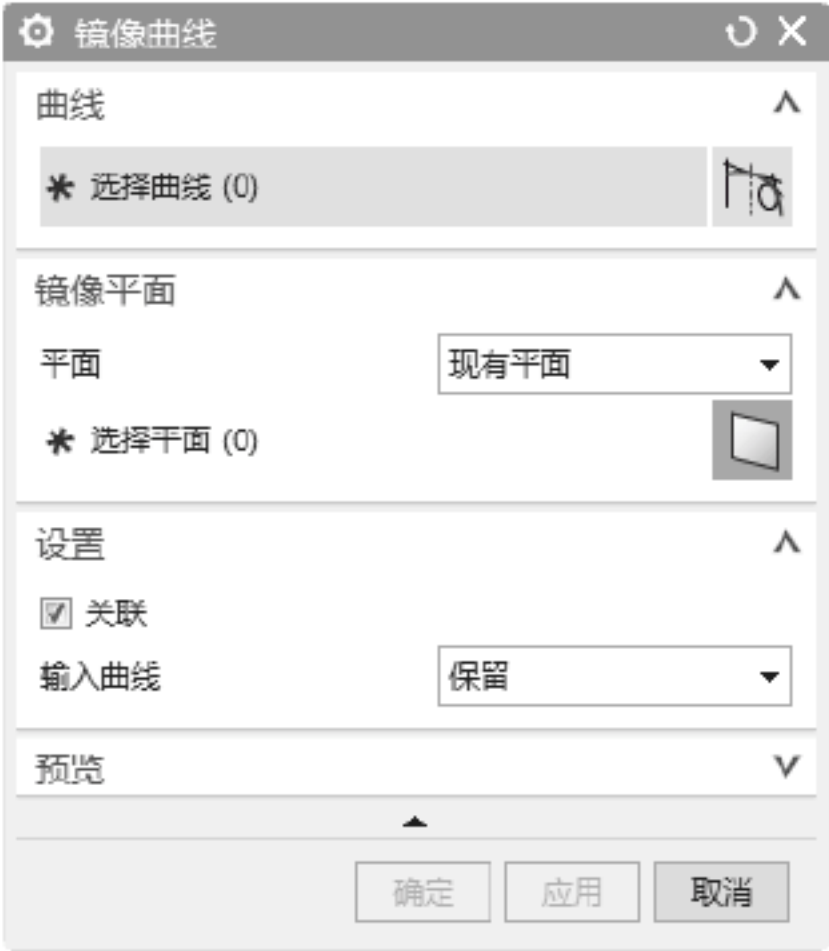 镜像曲线
曲线
* 选择曲线 (0)
镜像平面
平面 现有平面
* 选择平面 (0)
设置
关联
输入曲线 保留
预览
确定 应用 取消